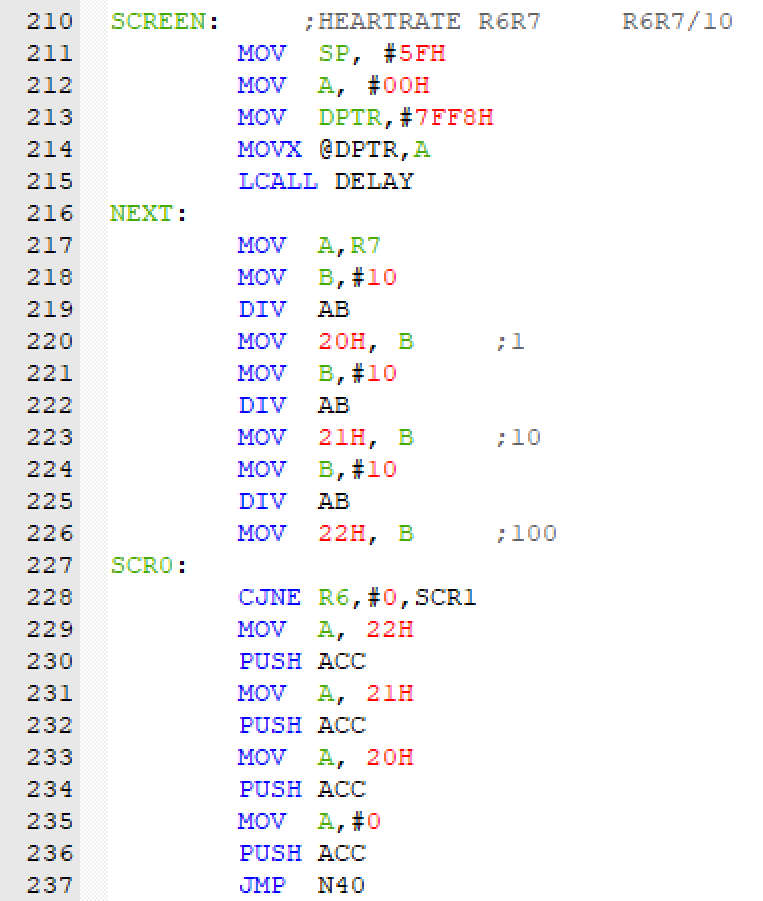 210 SCREEN: ;HEARTRATE R6R7 R6R7/10
211 MOV SP, #5FH
212 MOV A, #00H
213 MOV DPTR,#7FF8H
214 MOVX @DPTR,A
215 LCALL DELAY
216 NEXT:
217 MOV A,R7
218 MOV B,#10
219 DIV AB
220 MOV 20H, B ;1
221 MOV B,#10
222 DIV AB
223 MOV 21H, B ;10
224 MOV B,#10
225 DIV AB
226 MOV 22H, B ;100
227 SCR0:
228 CJNE R6,#0,SCR1
229 MOV A, 22H
230 PUSH ACC
231 MOV A, 21H
232 PUSH ACC
233 MOV A, 20H
234 PUSH ACC
235 MOV A,#0
236 PUSH ACC
237 JMP N40